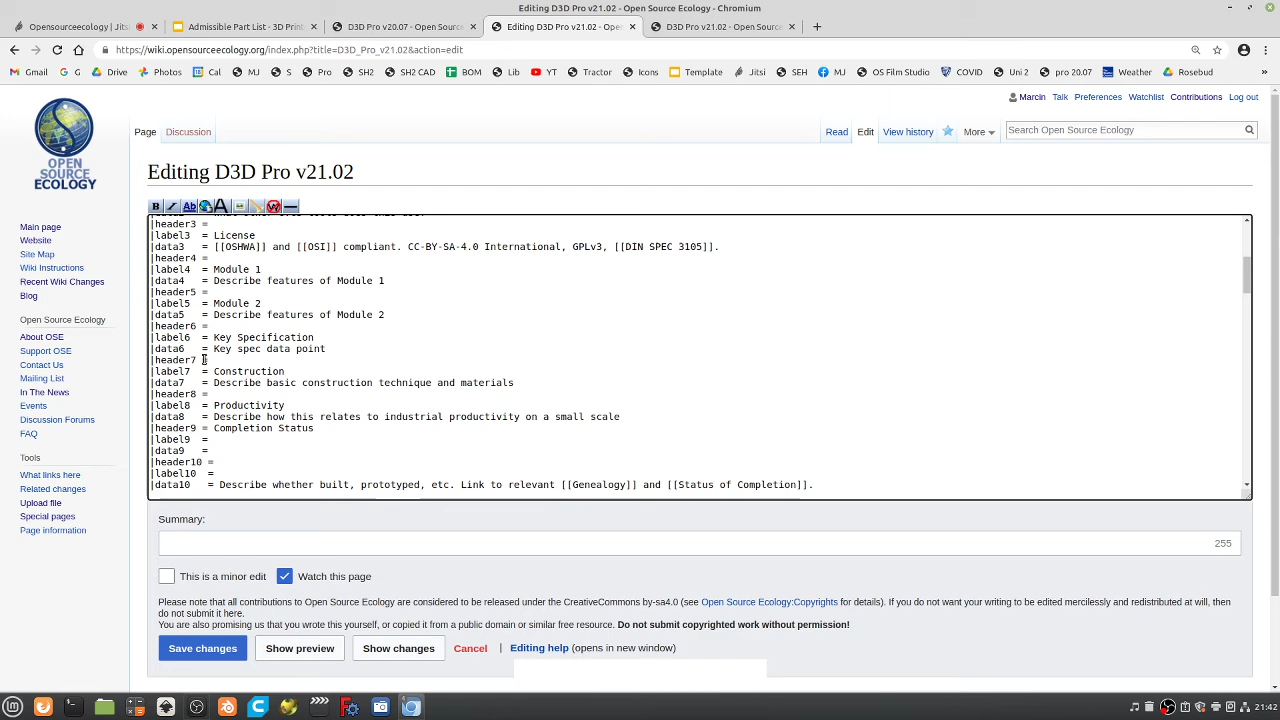 Editing D3D Pro v21.02 - Open Source Ecology - Chromium
Opensourceecology | Jits
Admissible Part List - 3D Print
D3D Pro v20.07 - Open Source
Editing D3D Pro v21.02 - Open
D3D Pro v21.02 - Open Source
https://wiki.opensourceecology.org/index.php?title=D3D_Pro_v21.02&action=edit
Gmail G Drive Photos Cal MJ S Pro SH2 SH2 CAD BOM Lib YT Tractor Icons Template Jitsi SEH MJ OS Film Studio COVID Uni 2 pro 20.07 Weather Rosebud »
Marcin Talk Preferences Watchlist Contributions Log out
Page Discussion Read Edit View history More Search Open Source Ecology
OPEN
SOURCE
ECOLOGY
Editing D3D Pro v21.02
B I Ab A W
Main page
Website
Site Map
Wiki Instructions
Recent Wiki Changes
Blog
Open Source Ecology
About OSE
Support OSE
Contact Us
Mailing List
In The News
Events
Discussion Forums
FAQ
Tools
What links here
Related changes
Upload file
Special pages
Page information
|header3 =
|label3 = License
|data3 = [[OSHWA]] and [[OSI]] compliant. CC-BY-SA-4.0 International, GPLv3, [[DIN SPEC 3105]].
|header4 =
|label4 = Module 1
|data4 = Describe features of Module 1
|header5 =
|label5 = Module 2
|data5 = Describe features of Module 2
|header6 =
|label6 = Key Specification
|data6 = Key spec data point
|header7 =
|label7 = Construction
|data7 = Describe basic construction technique and materials
|header8 =
|label8 = Productivity
|data8 = Describe how this relates to industrial productivity on a small scale
|header9 = Completion Status
|label9 =
|data9 =
|header10 =
|label10 =
|data10 = Describe whether built, prototyped, etc. Link to relevant [[Genealogy]] and [[Status of Completion]].
Summary:
255
This is a minor edit Watch this page
Please note that all contributions to Open Source Ecology are considered to be released under the CreativeCommons by-sa4.0 (see Open Source Ecology:Copyrights for details). If you do not want your writing to be edited mercilessly and redistributed at will, then
do not submit it here.
You are also promising us that you wrote this yourself, or copied it from a public domain or similar free resource. Do not submit copyrighted work without permission!
Save changes Show preview Show changes Cancel | Editing help (opens in new window)
21:42